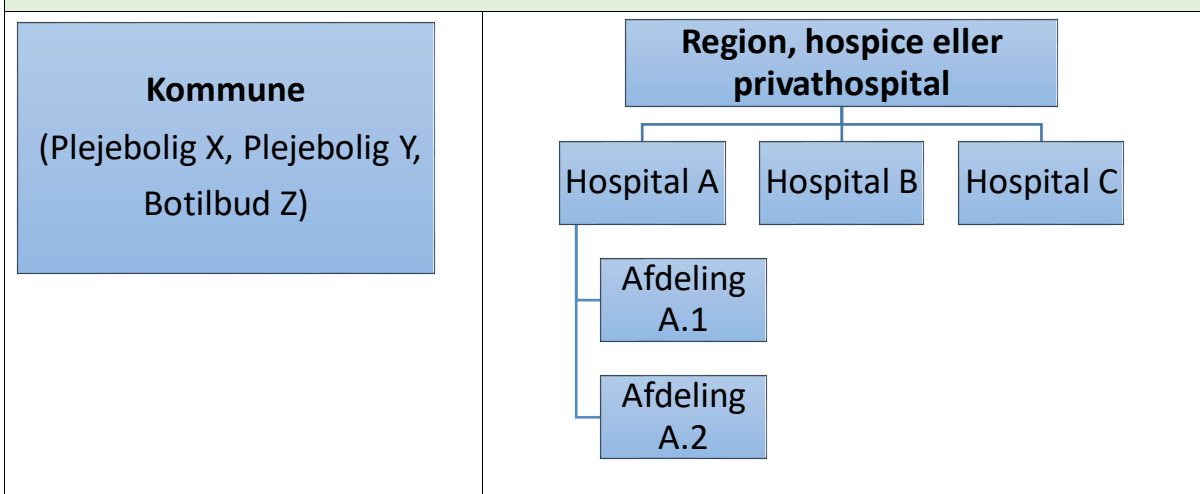 Kommune
(Plejebolig X, Plejebolig Y,
Botilbud Z)
Region, hospice eller
privathospital
Hospital A
Hospital B
Hospital C
Afdeling
A.1
Afdeling
A.2